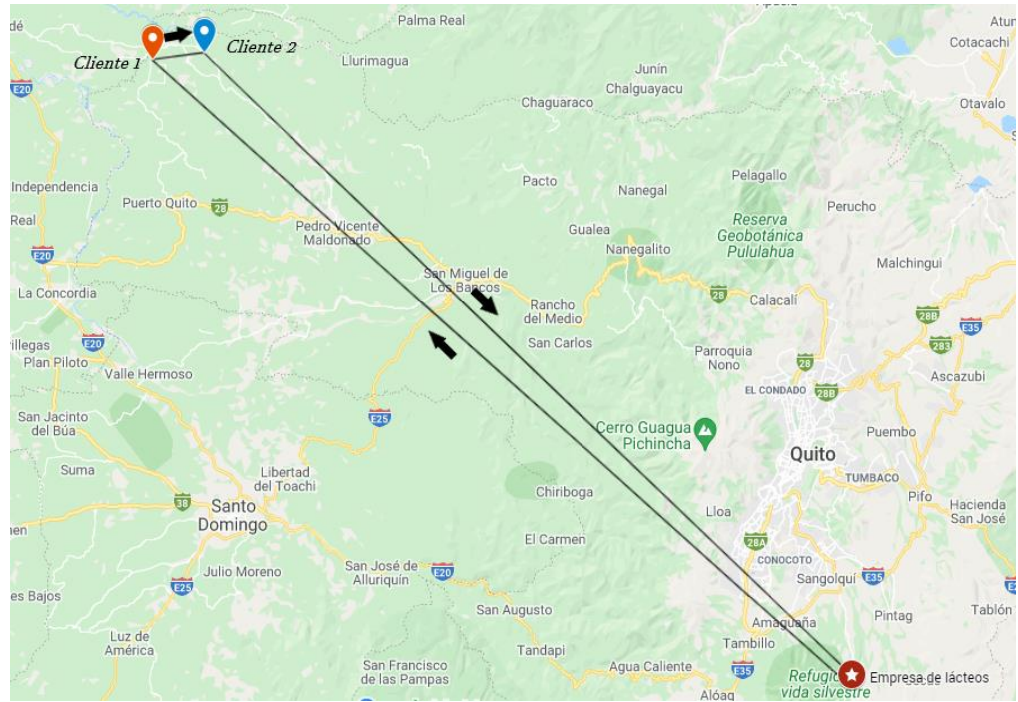 Palma Real
Atun
dé
Cotacachi
Cliente 2
Cliente 1
Llurimagua
Junín
Chalguayacu
E20
Chaguaraco
Otavalo
Pacto
Pelagallo
Independencia
Nanegal
Puerto Quito
28
Perucho
Real
Pedro Vicente
Maldonado
Gualea
Reserva
Geobotánica
Pululahua
Nanegalito
E20
Malchingui
San Miguel de
Los Bancos
La Concordia
28
Calacalí
Rancho
del Medio
28B
E35
E20
San Carlos
283
villegas
Plan Piloto
Parroquia
Nono
28
Valle Hermoso
Ascazubi
EL CONDADO
28B
San Jacinto
del Búa
E25
Cerro Guagua
Pichincha
Puembo
Quito
Suma
Libertad
del Toachi
TUMBACO
Chiriboga
Pifo
38
Santo
Domingo
Hacienda
San José
Lloa
El Carmen
28A
CONOCOTO
Julio Moreno
San José de
Alluriquín
E20
Sangolquí
E35
E25
es Bajos
San Augusto
Amaguaña
Pintag
Tablón
Luz de
América
Tambillo
Tandapi
San Francisco
de las Pampas
Agua Caliente
E35
Refugio
vida silvestre
Empresa de lácteos
Alóag